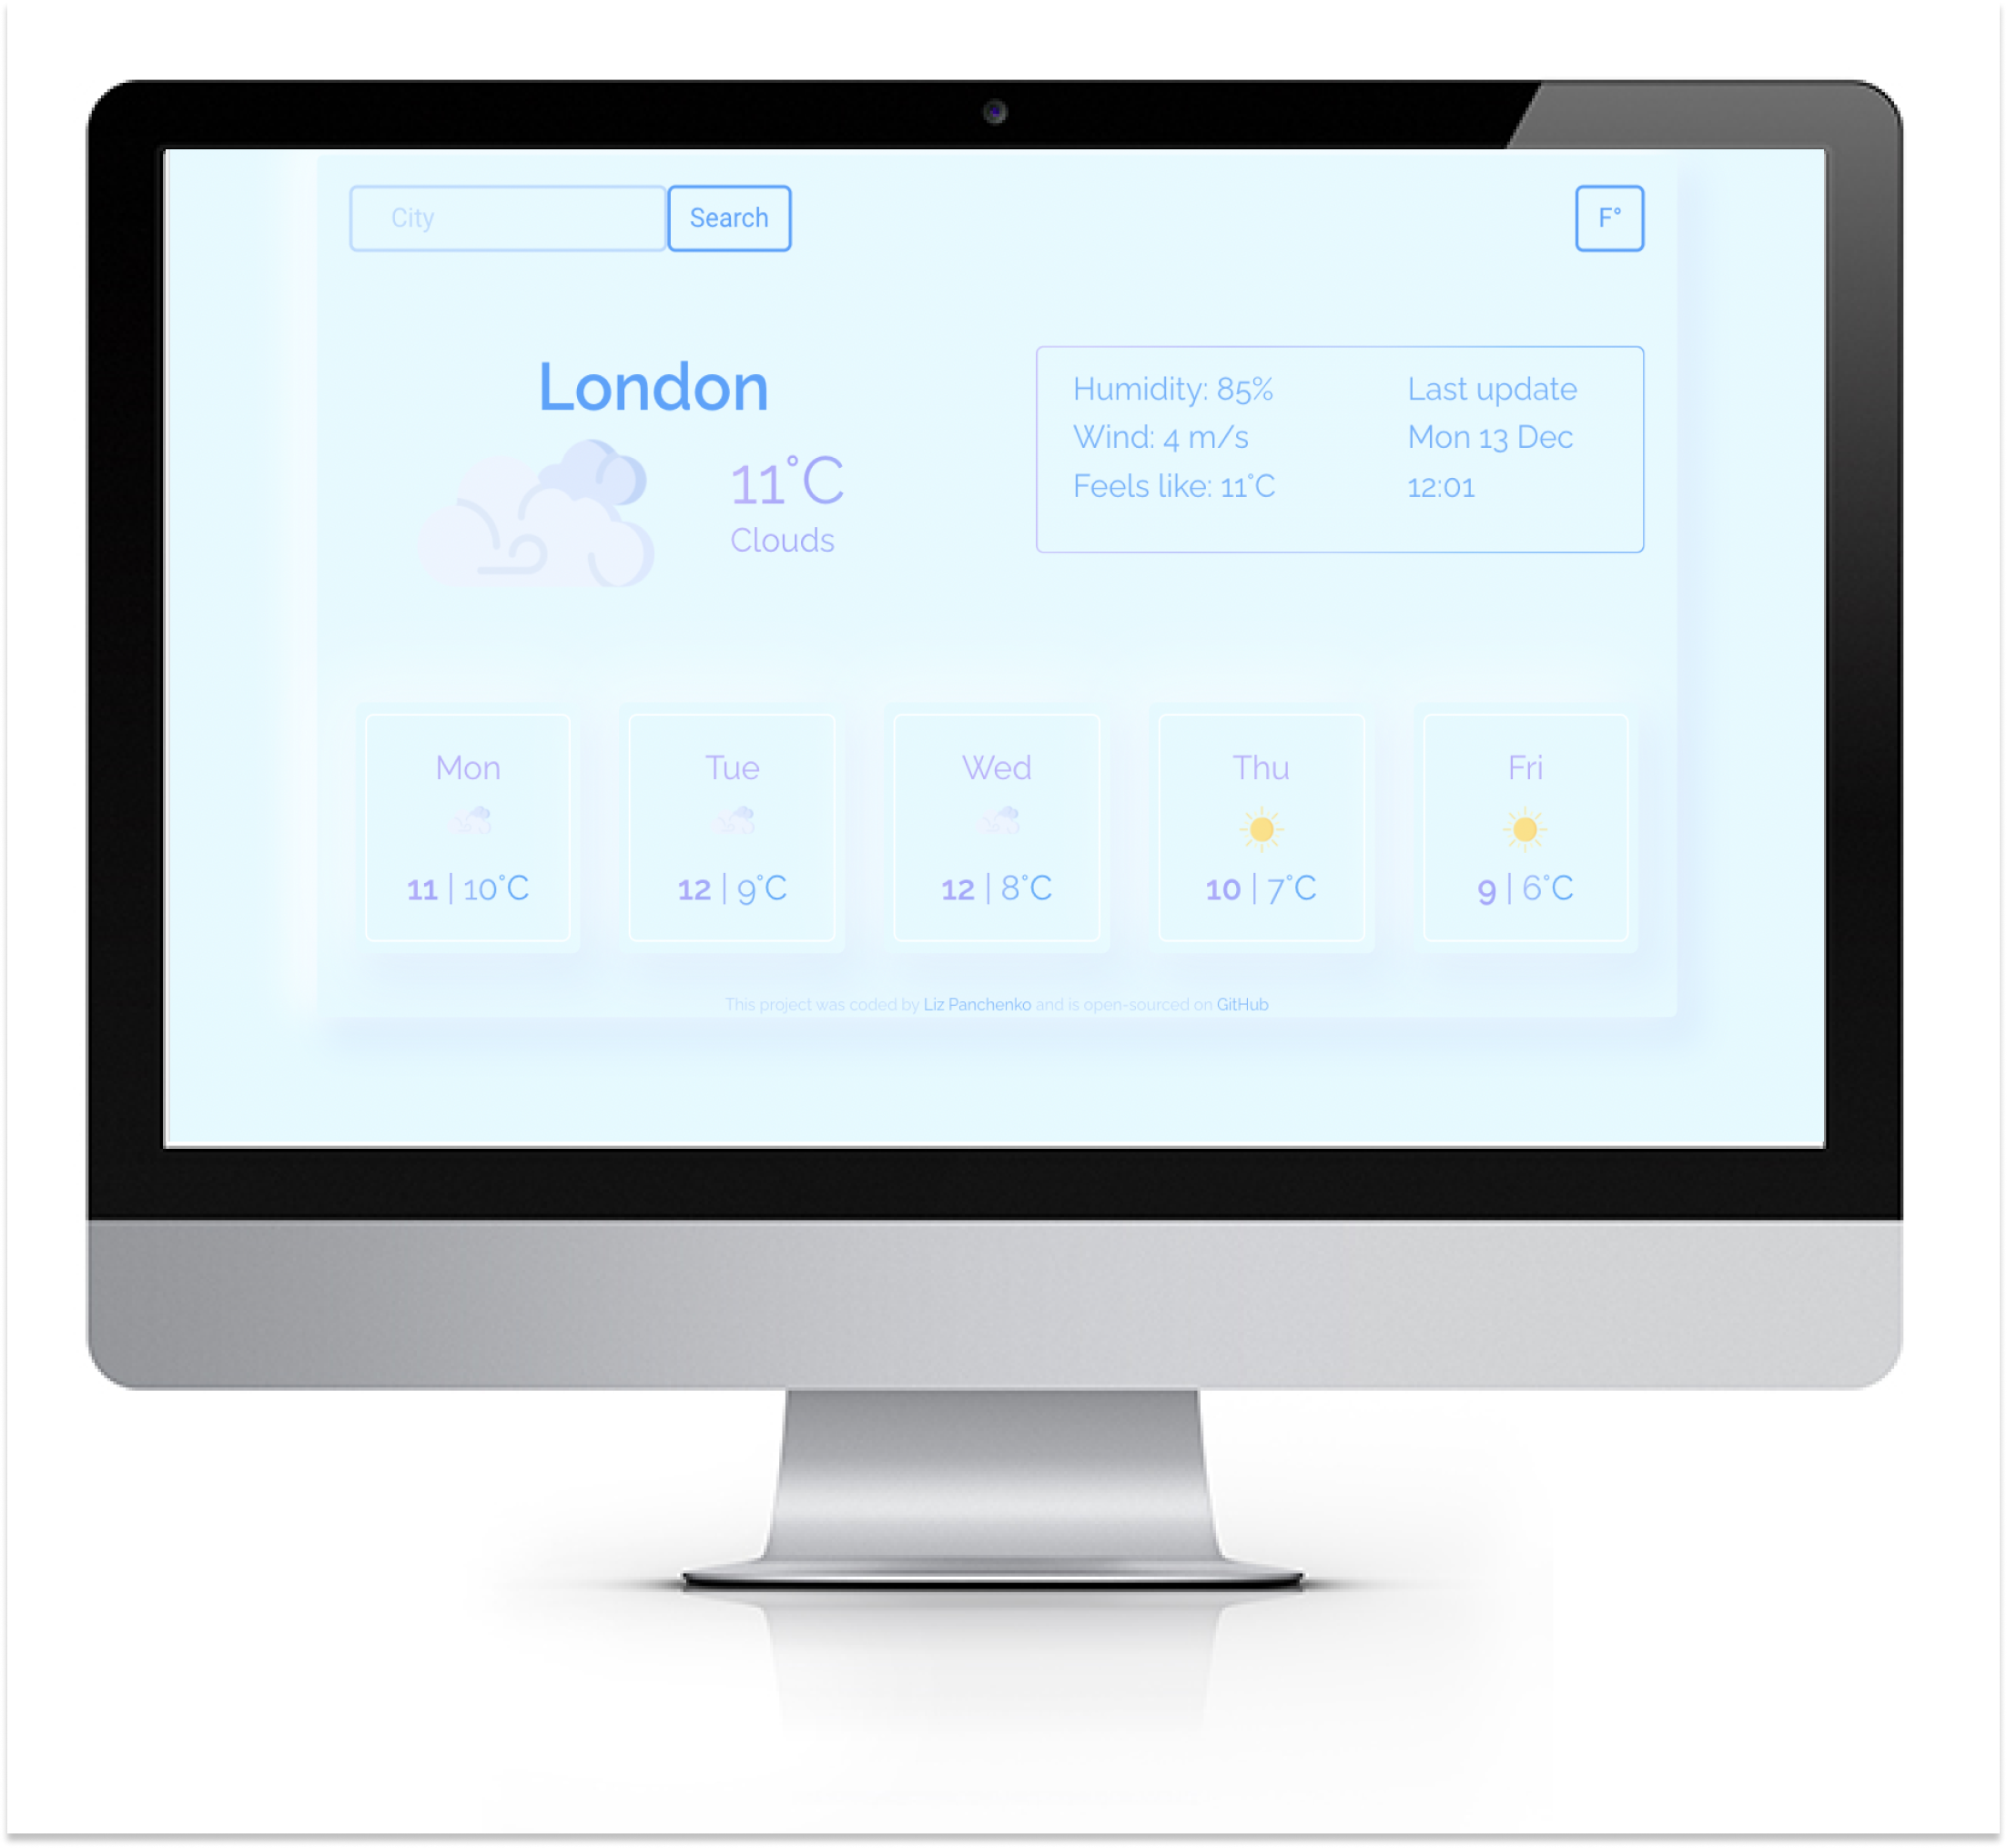 City
Search
F°
London
11°C
Clouds
Humidity: 85%
Wind: 4 m/s
Feels like: 11°C
Last update
Mon 13 Dec
12:01
Mon
11 | 10°C
Tue
12 | 9°C
Wed
12 | 8°C
Thu
10 | 7°C
Fri
9 | 6°C
This project was coded by Liz Panchenko and is open-sourced on GitHub